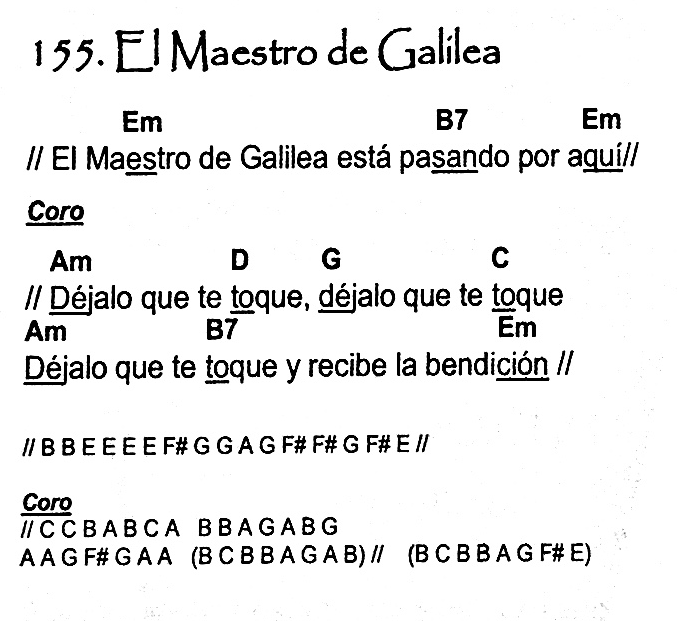 155. El Maestro de Galilea
Em B7 Em
// El Maestro de Galilea está pasando por aquí//
Coro
Am D G C
// Déjalo que te toque, déjalo que te toque
Am B7 Em
Déjalo que te toque y recibe la bendición //
// B B E E E E F# G G A G F# F# G F# E //
Coro
// C C B A B C A B B A G A B G
A A G F# G A A (B C B B A G A B) // (B C B B A G F# E)